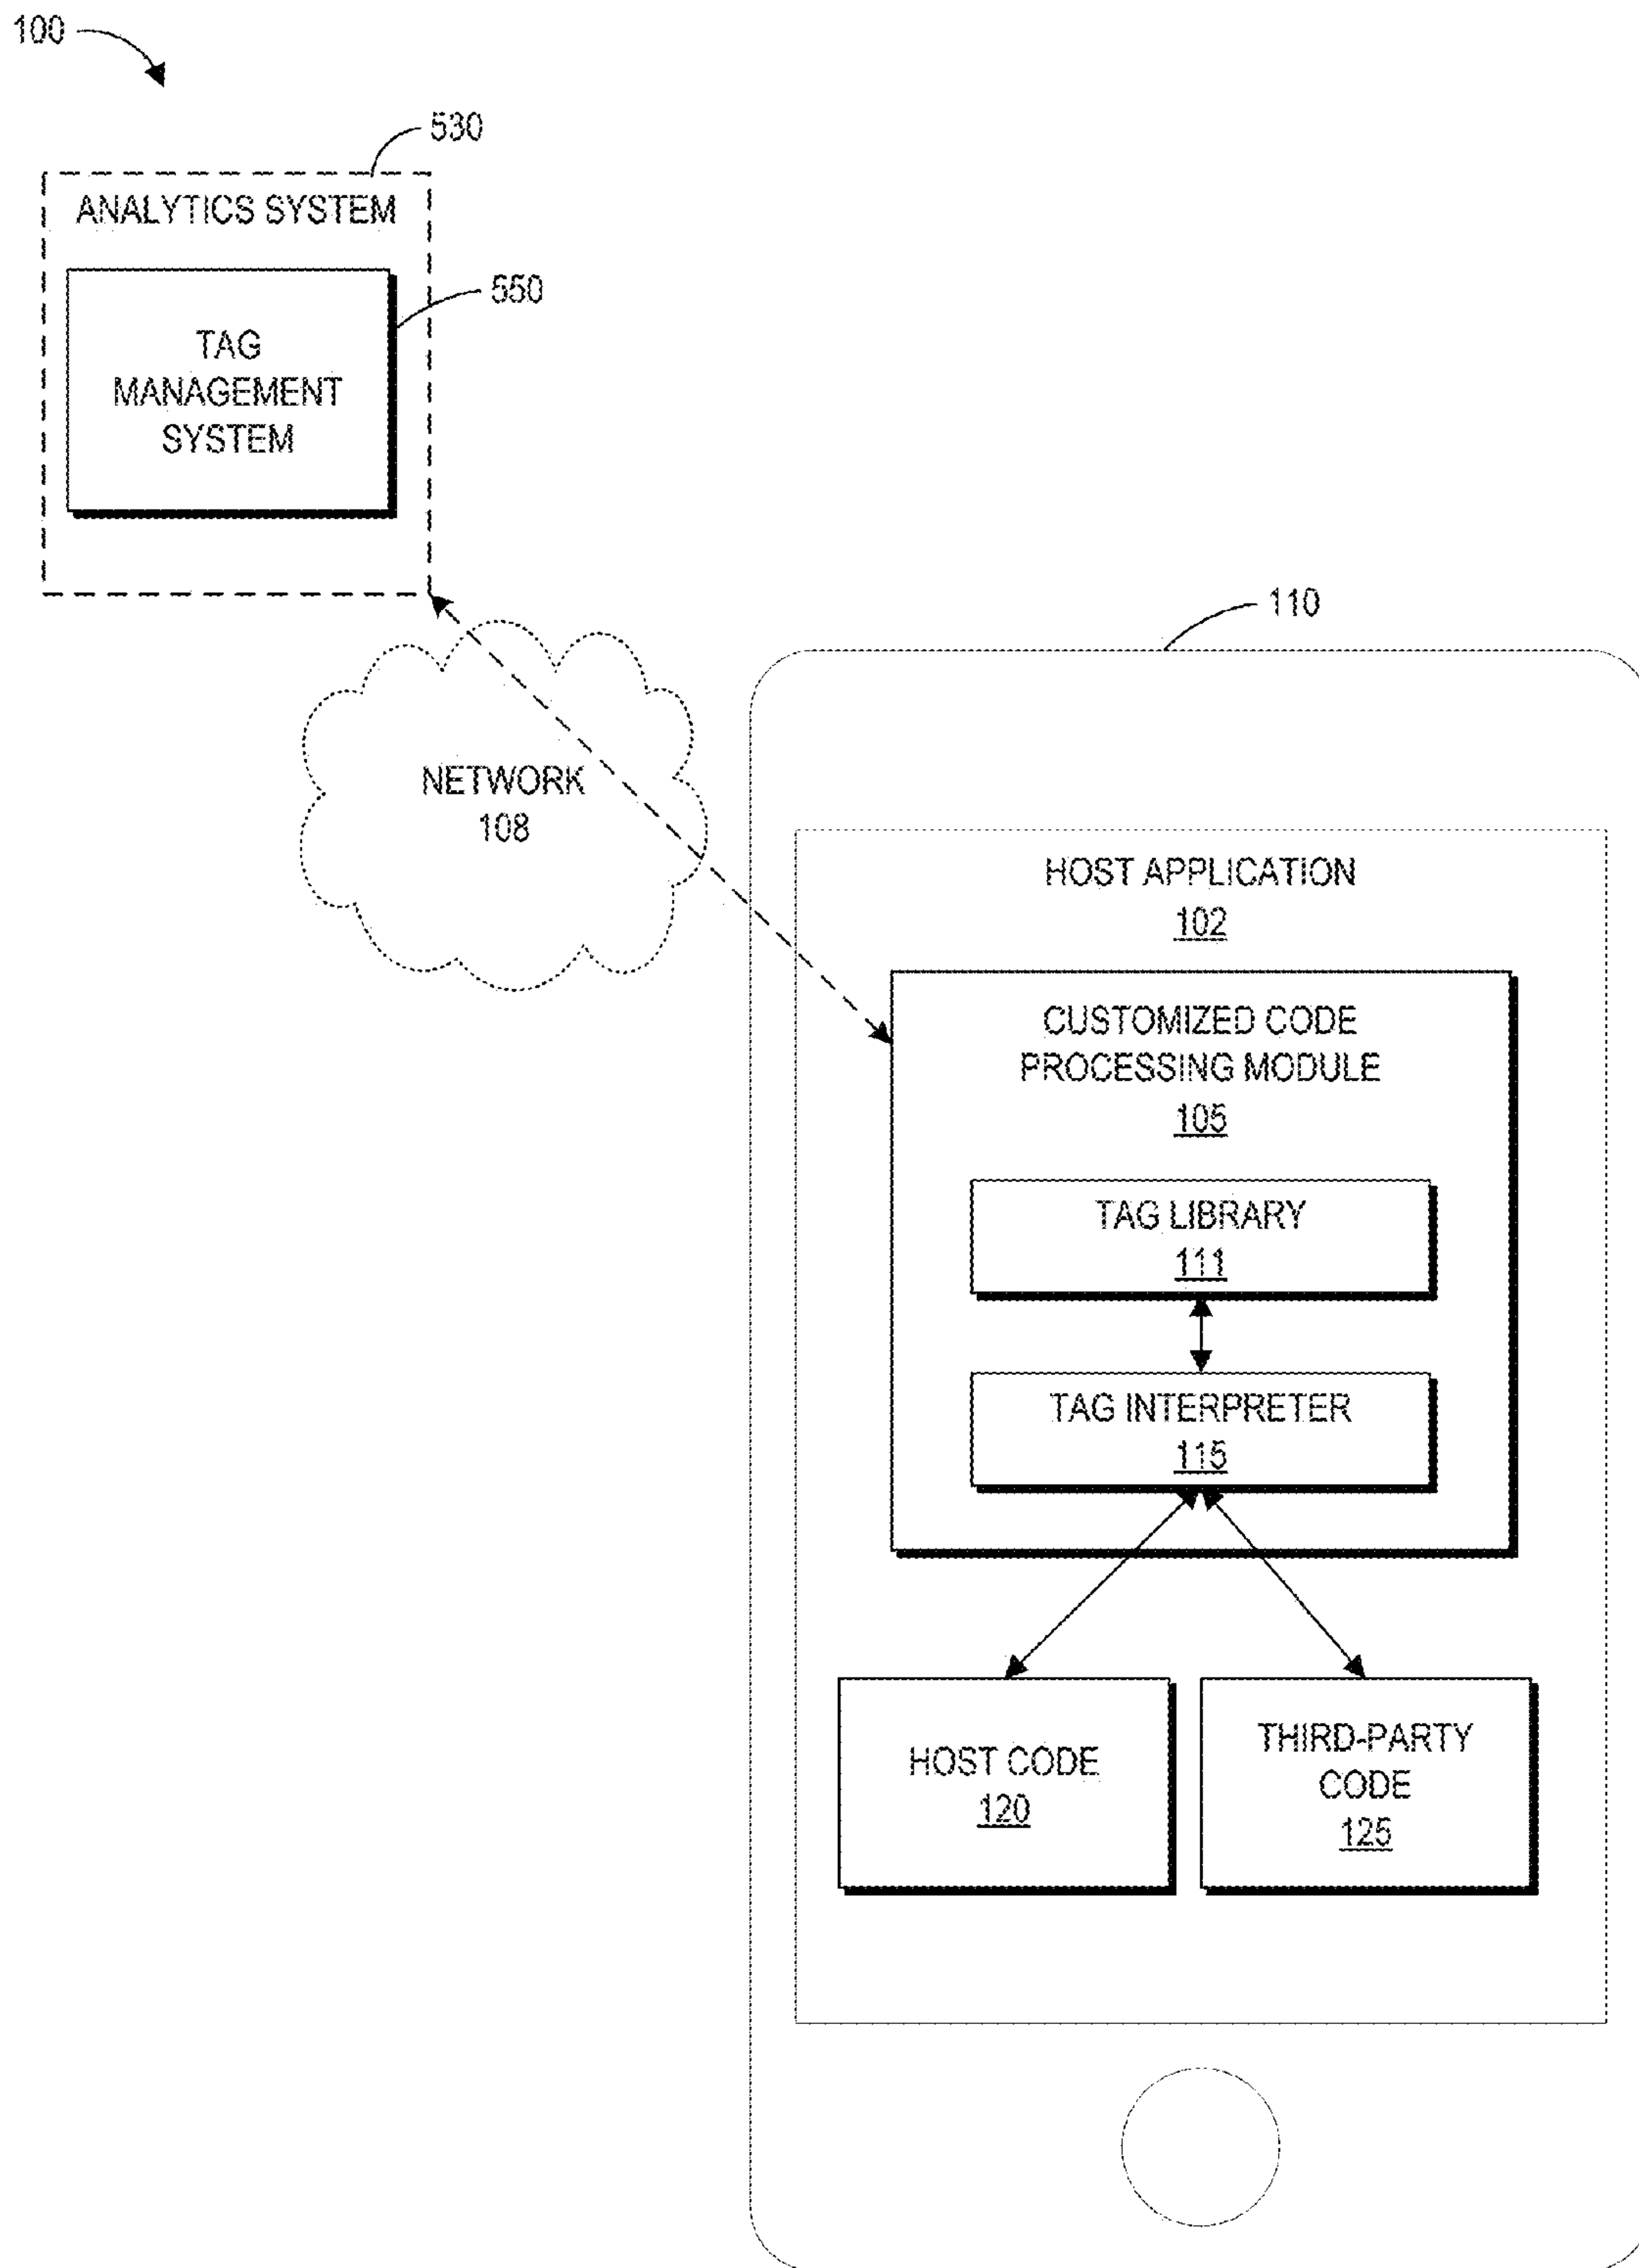 100
530
ANALYTICS SYSTEM
550
TAG
MANAGEMENT
SYSTEM
110
NETWORK
108
HOST APPLICATION
102
CUSTOMIZED CODE
PROCESSING MODULE
105
TAG LIBRARY
111
TAG INTERPRETER
115
HOST CODE
120
THIRD-PARTY
CODE
125